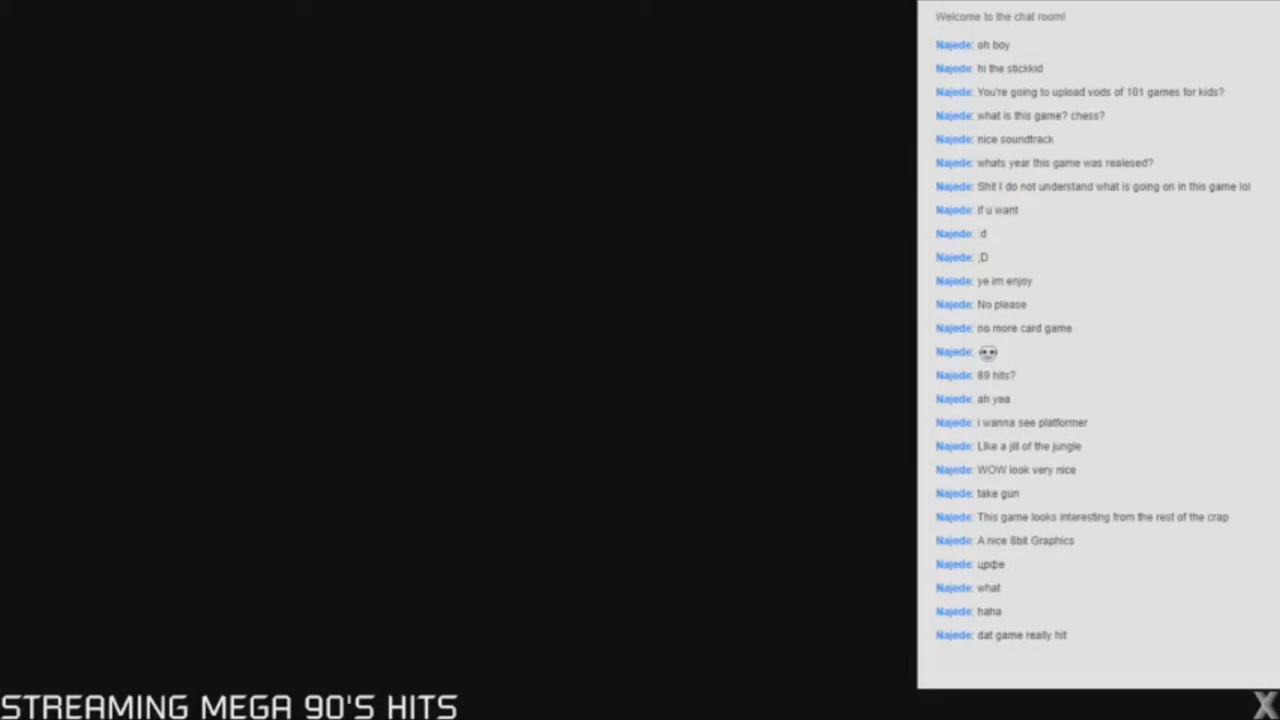 Welcome to the chat room!
Najede: oh boy
Najede: hi the stickkid
Najede: You're going to upload vods of 101 games for kids?
Najede: what is this game? chess?
Najede: nice soundtrack
Najede: whats year this game was realesed?
Najede: Shit I do not understand what is going on in this game lol
Najede: if u want
Najede: :d
Najede: ;D
Najede: ye im enjoy
Najede: No please
Najede: no more card game
Najede:
Najede: 89 hits?
Najede: ah yea
Najede: i wanna see platformer
Najede: LIke a jill of the jungle
Najede: WOW look very nice
Najede: take gun
Najede: This game looks interesting from the rest of the crap
Najede: A nice 8bit Graphics
Najede: црфе
Najede: what
Najede: haha
Najede: dat game really hit
STREAMING MEGA 90'S HITS
X